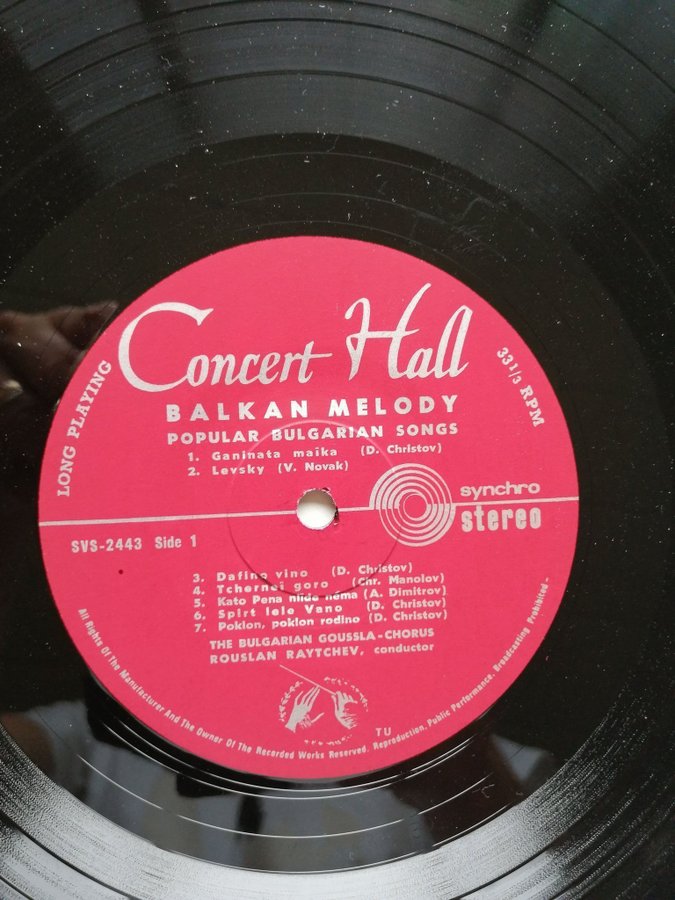 Concert Hall
LONG PLAYING
33 1/3 RPM
BALKAN MELODY
POPULAR BULGARIAN SONGS
1. Ganinata maika (D. Christov)
2. Levsky (V. Novak)
synchro
stereo
SVS-2443 Side 1
3. Dafino vino (D. Christov)
4. Tchernei goro (Chr. Manolov)
5. Kato Pena nijde nema (A. Dimitrov)
6. Spirt lele Vano (D. Christov)
7. Poklon, poklon rodino (D. Christov)
THE BULGARIAN GOUSSLA-CHORUS
ROUSLAN RAYTCHEV, conductor
TU
All Rights Of The Manufacturer And The Owner Of The Recorded Works Reserved. Reproduction, Public Performance, Broadcasting Prohibited-